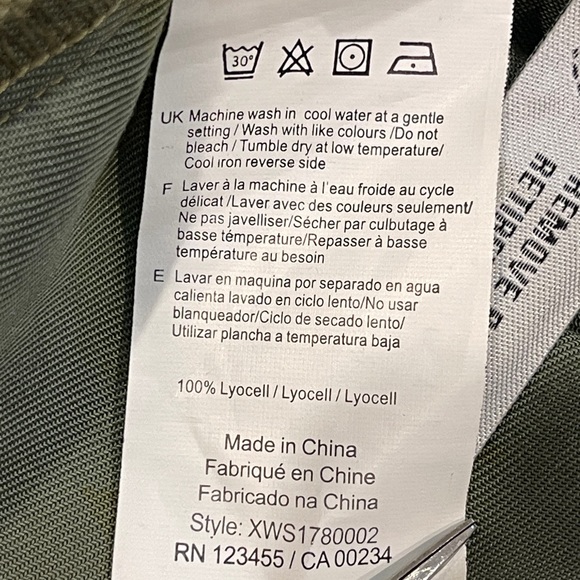 30°
UK Machine wash in cool water at a gentle
setting / Wash with like colours /Do not
bleach / Tumble dry at low temperature/
Cool iron reverse side
F Laver à la machine à l'eau froide au cycle
délicat /Laver avec des couleurs seulement/
Ne pas javelliser/Sécher par culbutage à
basse témperature/Repasser à basse
température au besoin
E Lavar en maquina por separado en agua
calienta lavado en ciclo lento/No usar
blanqueador/Ciclo de secado lento/
Utilizar plancha a temperatura baja
100% Lyocell / Lyocell / Lyocell
Made in China
Fabriqué en Chine
Fabricado na China
Style: XWS1780002
RN 123455 / CA 00234
REMOVE